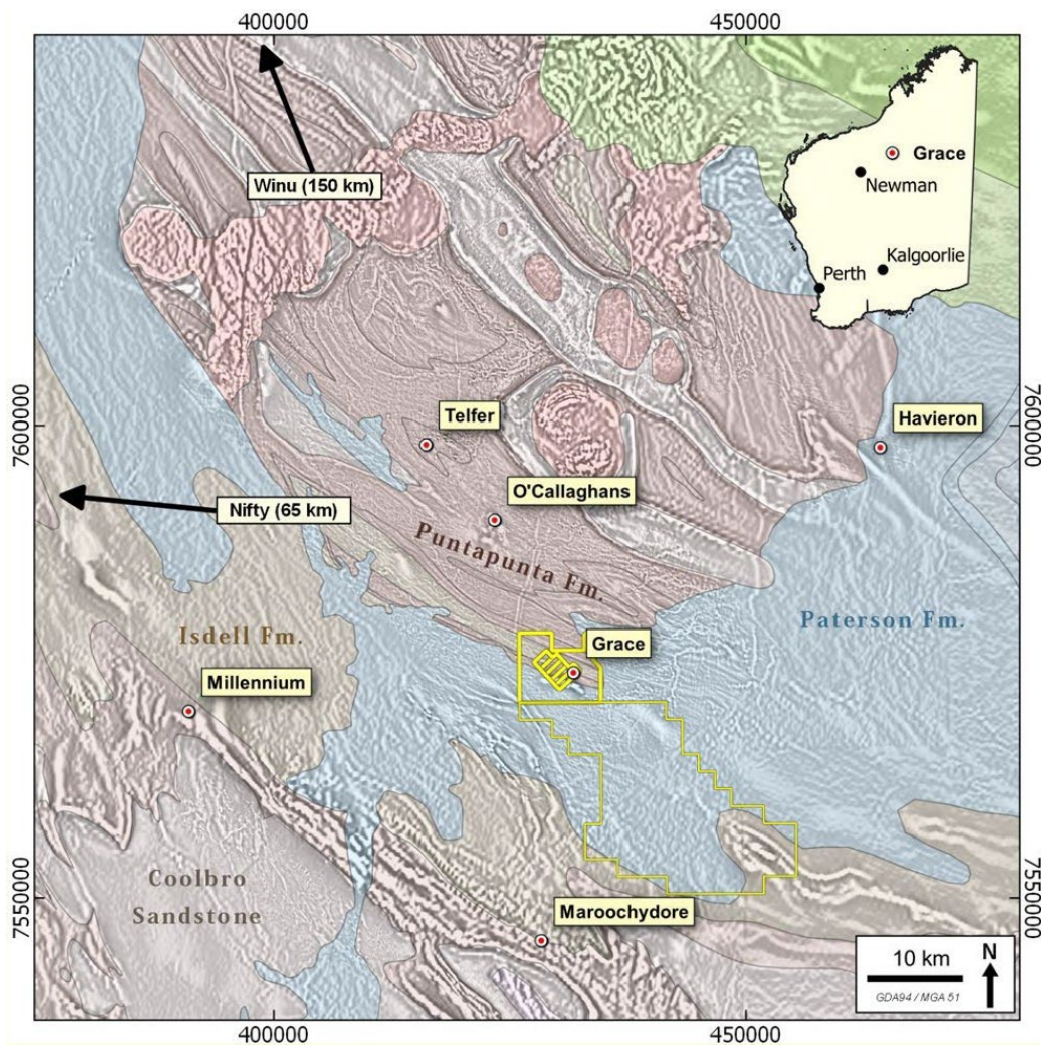 400000
450000
Grace
Newman
Kalgoorlie
Perth
Winu (150 km)
Telfer
Havieron
7600000
7600000
O'Callaghans
Nifty (65 km)
Puntapunta Fm.
Isdell Fm.
Paterson Fm.
Grace
Millennium
Coolbro
Sandstone
Maroochydore
7550000
7550000
10 km
N
GDA94 / MGA 51
400000
450000